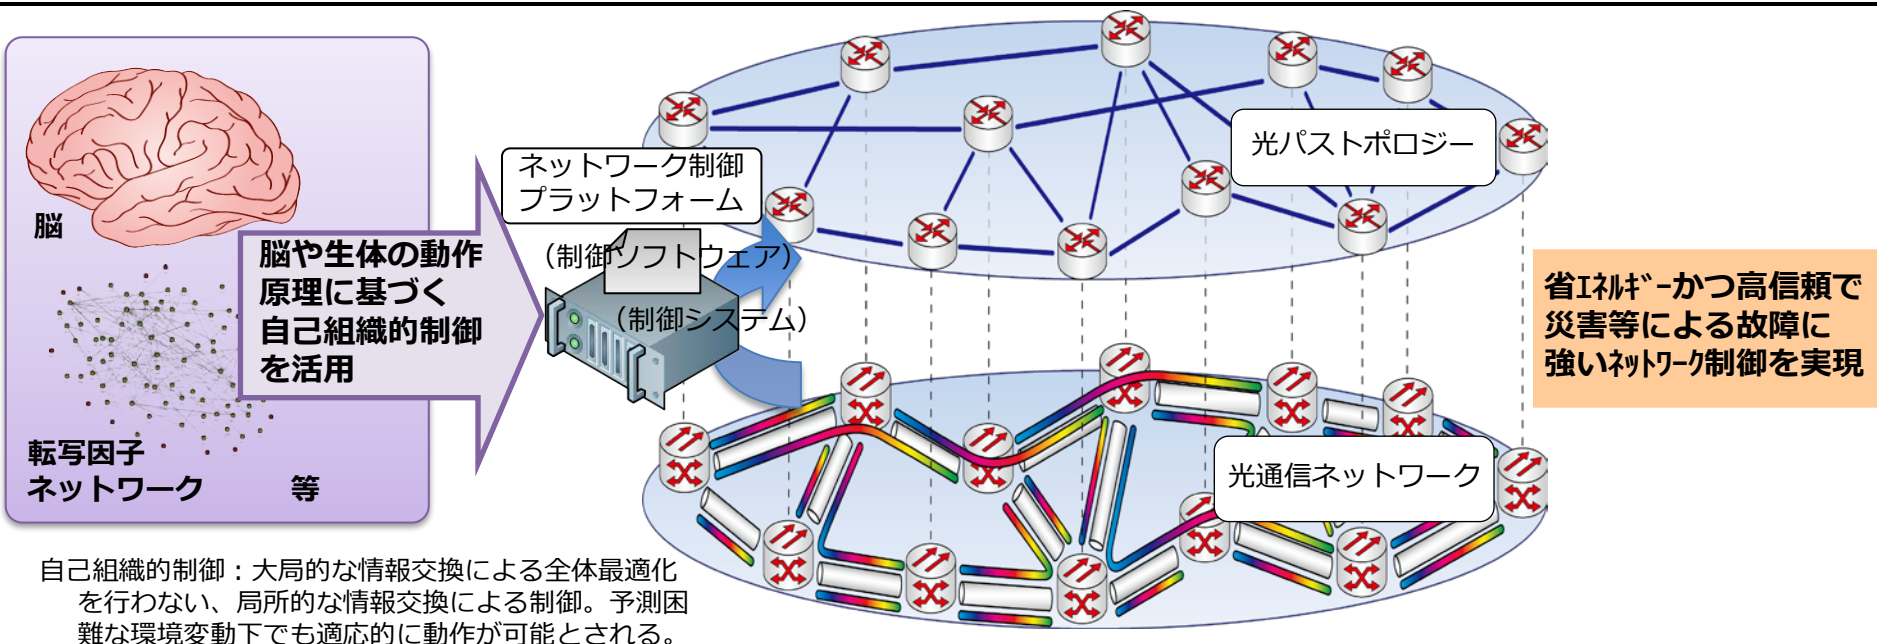 脳
転写因子
ネットワーク 等
脳や生体の動作
原理に基づく
自己組織的制御
を活用
ネットワーク制御
プラットフォーム
（制御ソフトウェア）
（制御システム）
光パストポロジー
光通信ネットワーク
省ｴﾈﾙｷﾞｰかつ高信頼で
災害等による故障に
強いﾈｯﾄﾜｰｸ制御を実現
自己組織的制御：大局的な情報交換による全体最適化
を行わない、局所的な情報交換による制御。予測困
難な環境変動下でも適応的に動作が可能とされる。